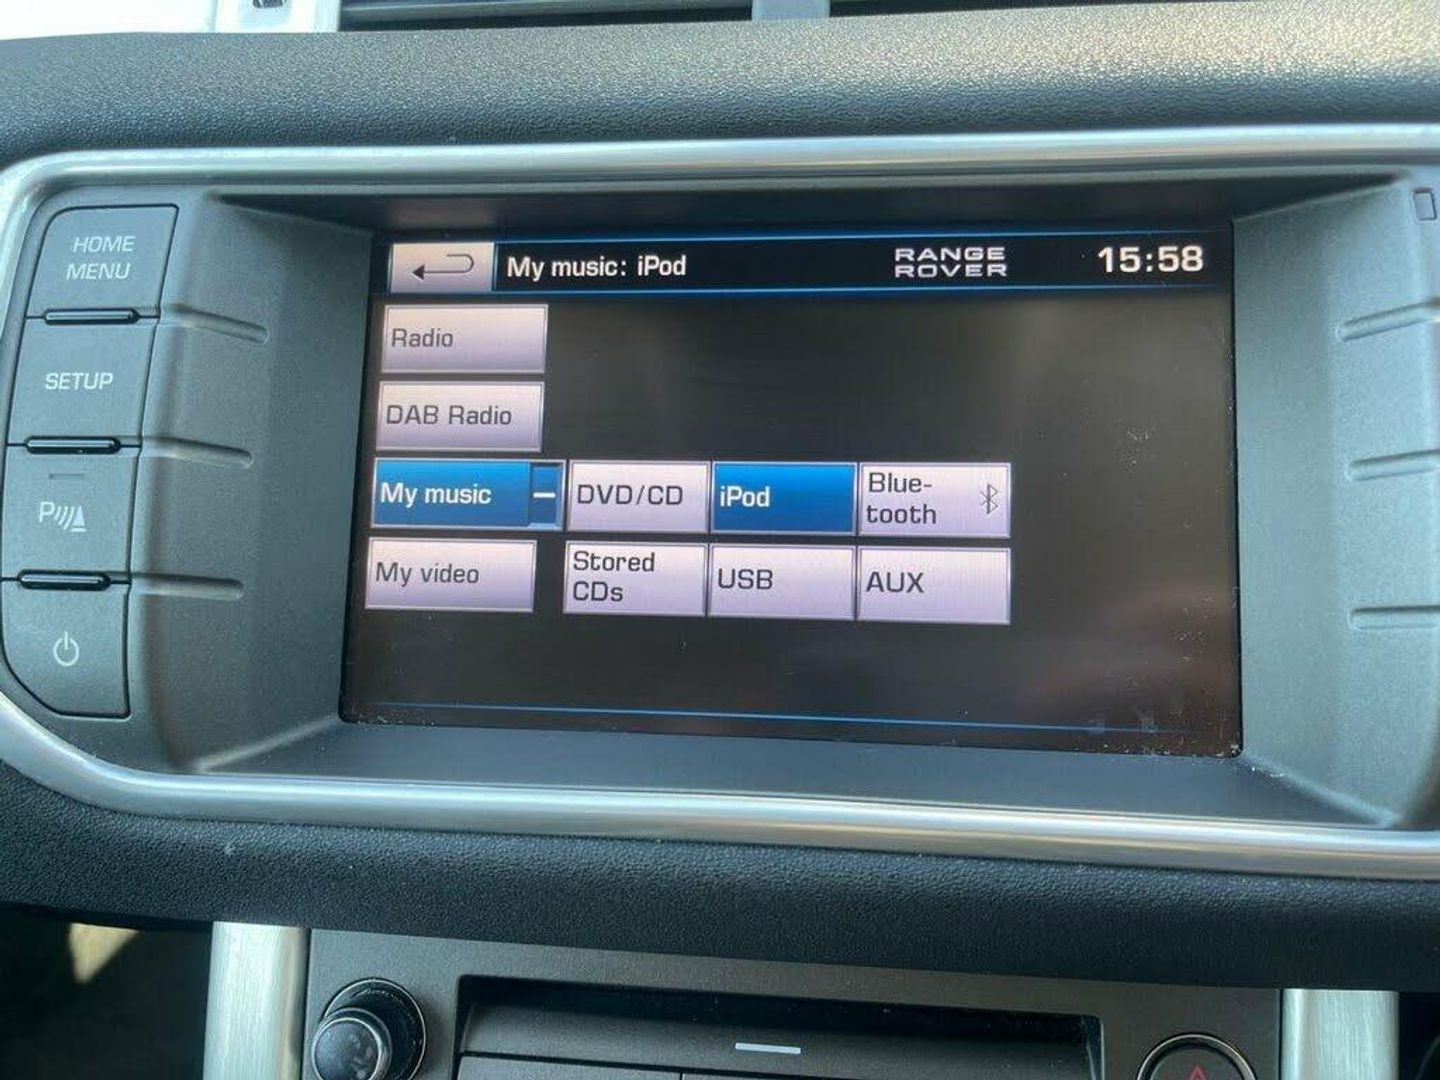 HOME
MENU
SETUP
P
My music: iPod
RANGE
ROVER
15:58
Radio
DAB Radio
My music
DVD/CD
iPod
Blue-
tooth
My video
Stored
CDs
USB
AUX